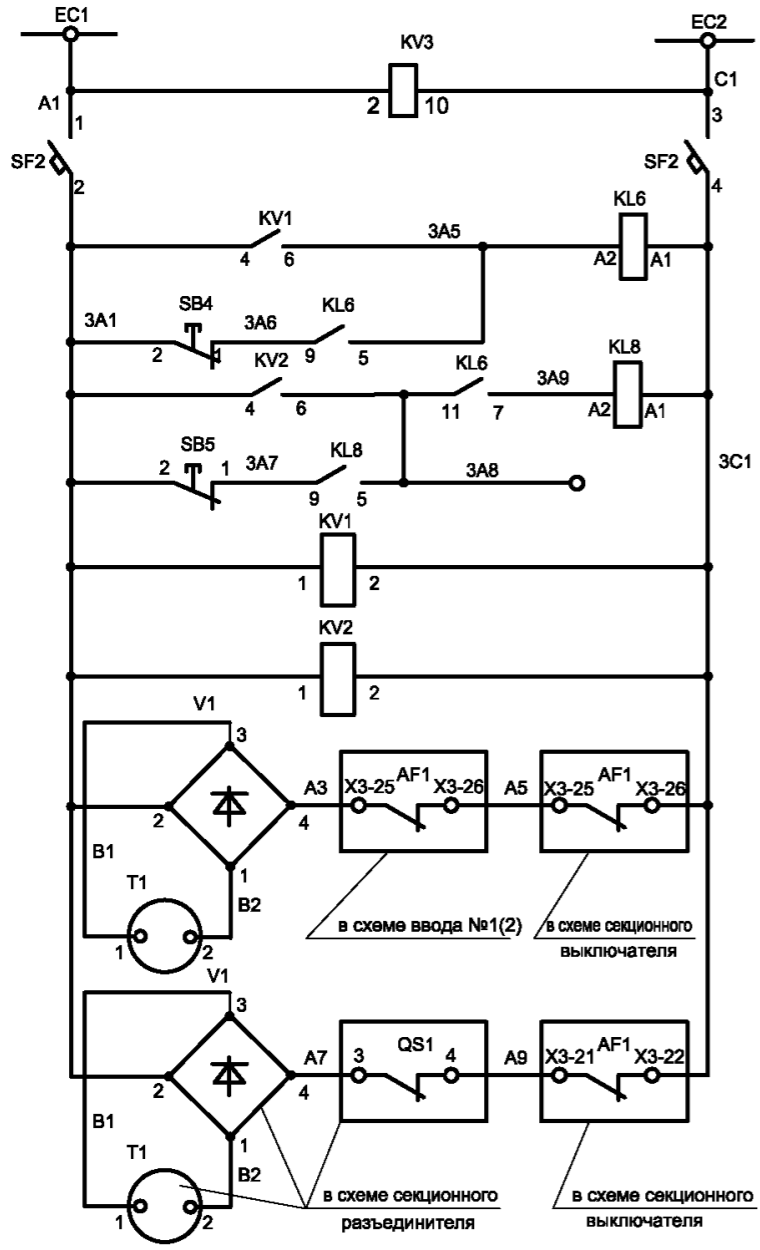 EC1
EC2
KV3
A1
C1
2 10
1
3
SF2
SF2
2
4
KV1
3A5
KL6
4 6
A2 A1
3A1
SB4
3A6
KL6
2 1
9 5
KV2
KL6
KL8
3A9
4 6
11 7
A2 A1
SB5
KL8
2 1
3A7
3A8
3C1
9 5
KV1
1 2
KV2
1 2
V1
3
A3
X3-25 AF1 X3-26
A5
X3-25 AF1 X3-26
2
4
B1
1
T1
B2
1 2
в схеме ввода №1(2)
в схеме секционного
выключателя
V1
3
A7
3 QS1 4
A9
X3-21 AF1 X3-22
2
4
B1
1
T1
B2
1 2
в схеме секционного
разъединителя
в схеме секционного
выключателя